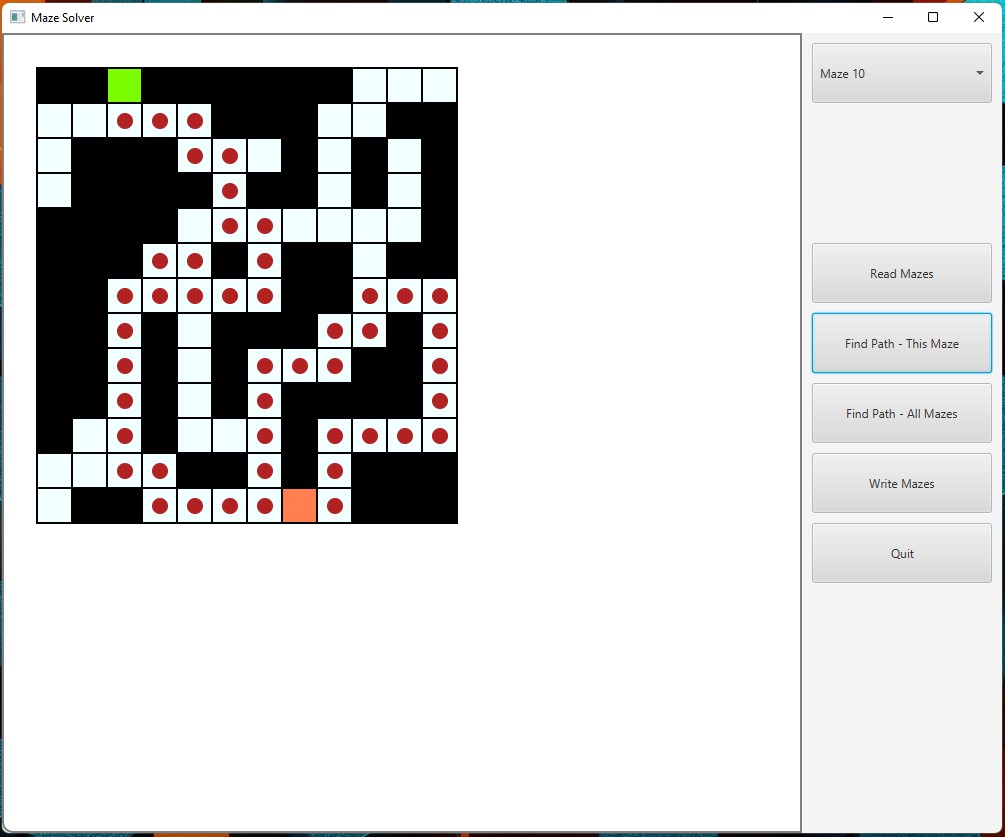 Maze Solver
Maze 10
Read Mazes
Find Path - This Maze
Find Path - All Mazes
Write Mazes
Quit